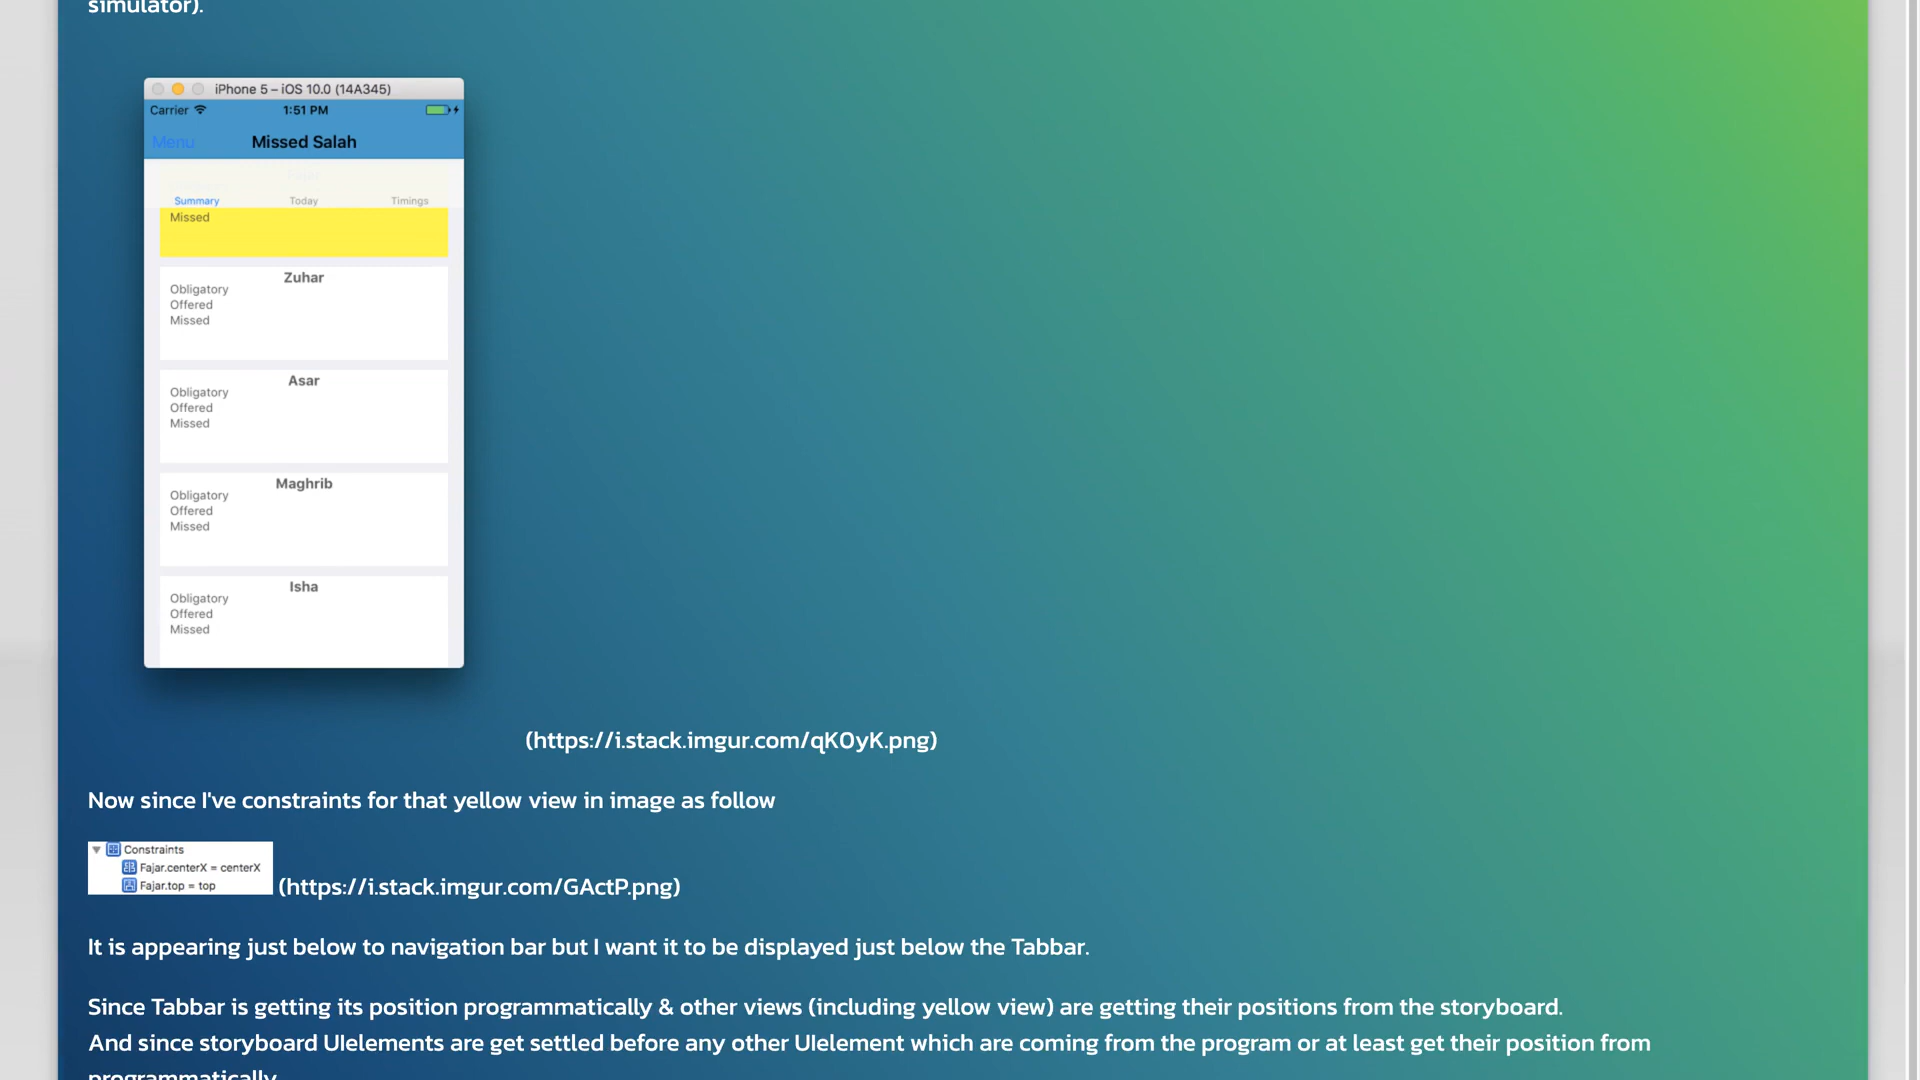 simulator).
iPhone 5 – iOS 10.0 (14A345)
Carrier
1:51 PM
Menu
Missed Salah
Summary
Today
Timings
Missed
Zuhar
Obligatory
Offered
Missed
Asar
Obligatory
Offered
Missed
Maghrib
Obligatory
Offered
Missed
Isha
Obligatory
Offered
Missed
(https://i.stack.imgur.com/qK0yK.png)
Now since I've constraints for that yellow view in image as follow
Constraints
Fajar.centerX = centerX
Fajar.top = top
(https://i.stack.imgur.com/GActP.png)
It is appearing just below to navigation bar but I want it to be displayed just below the Tabbar.
Since Tabbar is getting its position programmatically & other views (including yellow view) are getting their positions from the storyboard.
And since storyboard UIelements are get settled before any other UIelement which are coming from the program or at least get their position from
programmatically